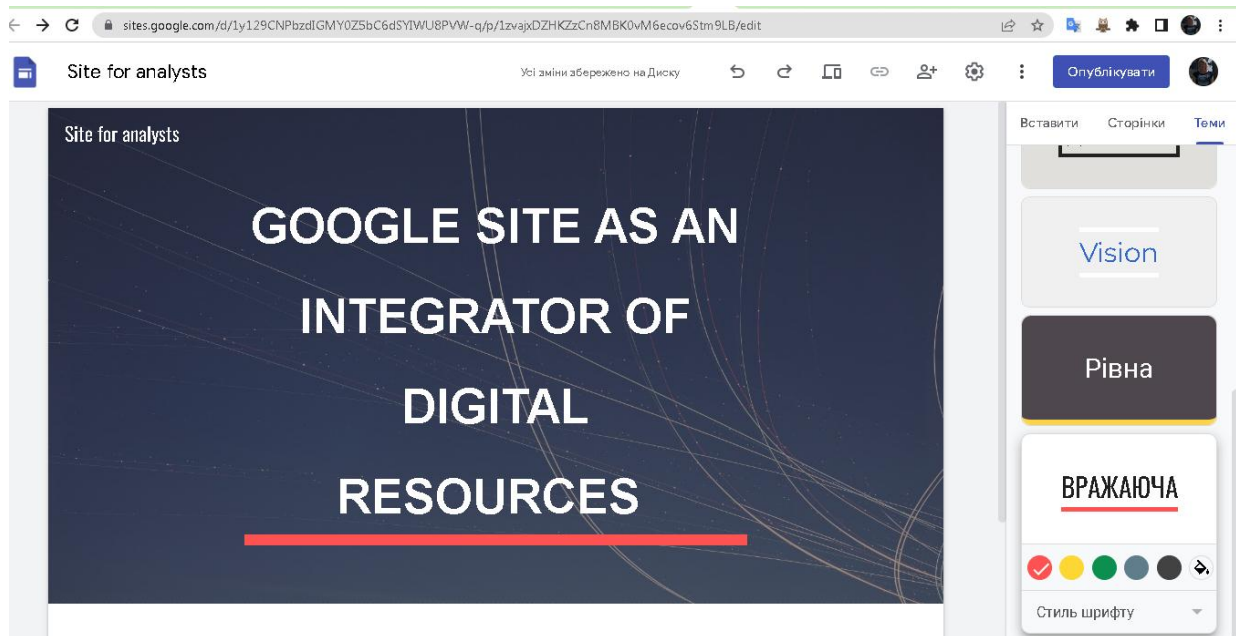 sites.google.com/d/1y129CNPbzdIGMY0Z5bC6dSYIWU8PVW-q/p/1zvajxDZHKZzCn8MBK0vM6ecov6Stm9LB/edit
Site for analysts
Усі зміни збережено на Диску
Опублікувати
Вставити Сторінки Теми
Site for analysts
GOOGLE SITE AS AN
INTEGRATOR OF
DIGITAL
RESOURCES
Vision
Рівна
ВРАЖАЮЧА
Стиль шрифту